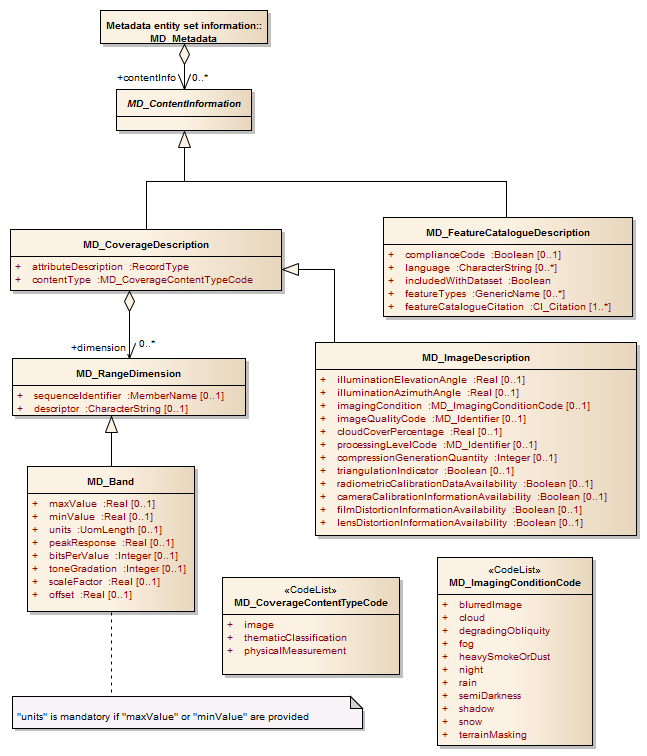 Metadata entity set information::
MD_Metadata
+contentInfo
0..*
MD_ContentInformation
MD_CoverageDescription
+ attributeDescription :RecordType
+ contentType :MD_CoverageContentTypeCode
MD_FeatureCatalogueDescription
+ complianceCode :Boolean [0..1]
+ language :CharacterString [0..*]
+ includedWithDataset :Boolean
+ featureTypes :GenericName [0..*]
+ featureCatalogueCitation :CI_Citation [1..*]
+dimension
0..*
MD_RangeDimension
+ sequenceIdentifier :MemberName [0..1]
+ descriptor :CharacterString [0..1]
MD_ImageDescription
+ illuminationElevationAngle :Real [0..1]
+ illuminationAzimuthAngle :Real [0..1]
+ imagingCondition :MD_ImagingConditionCode [0..1]
+ imageQualityCode :MD_Identifier [0..1]
+ cloudCoverPercentage :Real [0..1]
+ processingLevelCode :MD_Identifier [0..1]
+ compressionGenerationQuantity :Integer [0..1]
+ triangulationIndicator :Boolean [0..1]
+ radiometricCalibrationDataAvailability :Boolean [0..1]
+ cameraCalibrationInformationAvailability :Boolean [0..1]
+ filmDistortionInformationAvailability :Boolean [0..1]
+ lensDistortionInformationAvailability :Boolean [0..1]
MD_Band
+ maxValue :Real [0..1]
+ minValue :Real [0..1]
+ units :UomLength [0..1]
+ peakResponse :Real [0..1]
+ bitsPerValue :Integer [0..1]
+ toneGradation :Integer [0..1]
+ scaleFactor :Real [0..1]
+ offset :Real [0..1]
«CodeList»
MD_CoverageContentTypeCode
+ image
+ thematicClassification
+ physicalMeasurement
«CodeList»
MD_ImagingConditionCode
+ blurredImage
+ cloud
+ degradingObliquity
+ fog
+ heavySmokeOrDust
+ night
+ rain
+ semiDarkness
+ shadow
+ snow
+ terrainMasking
"units" is mandatory if "maxValue" or "minValue" are provided